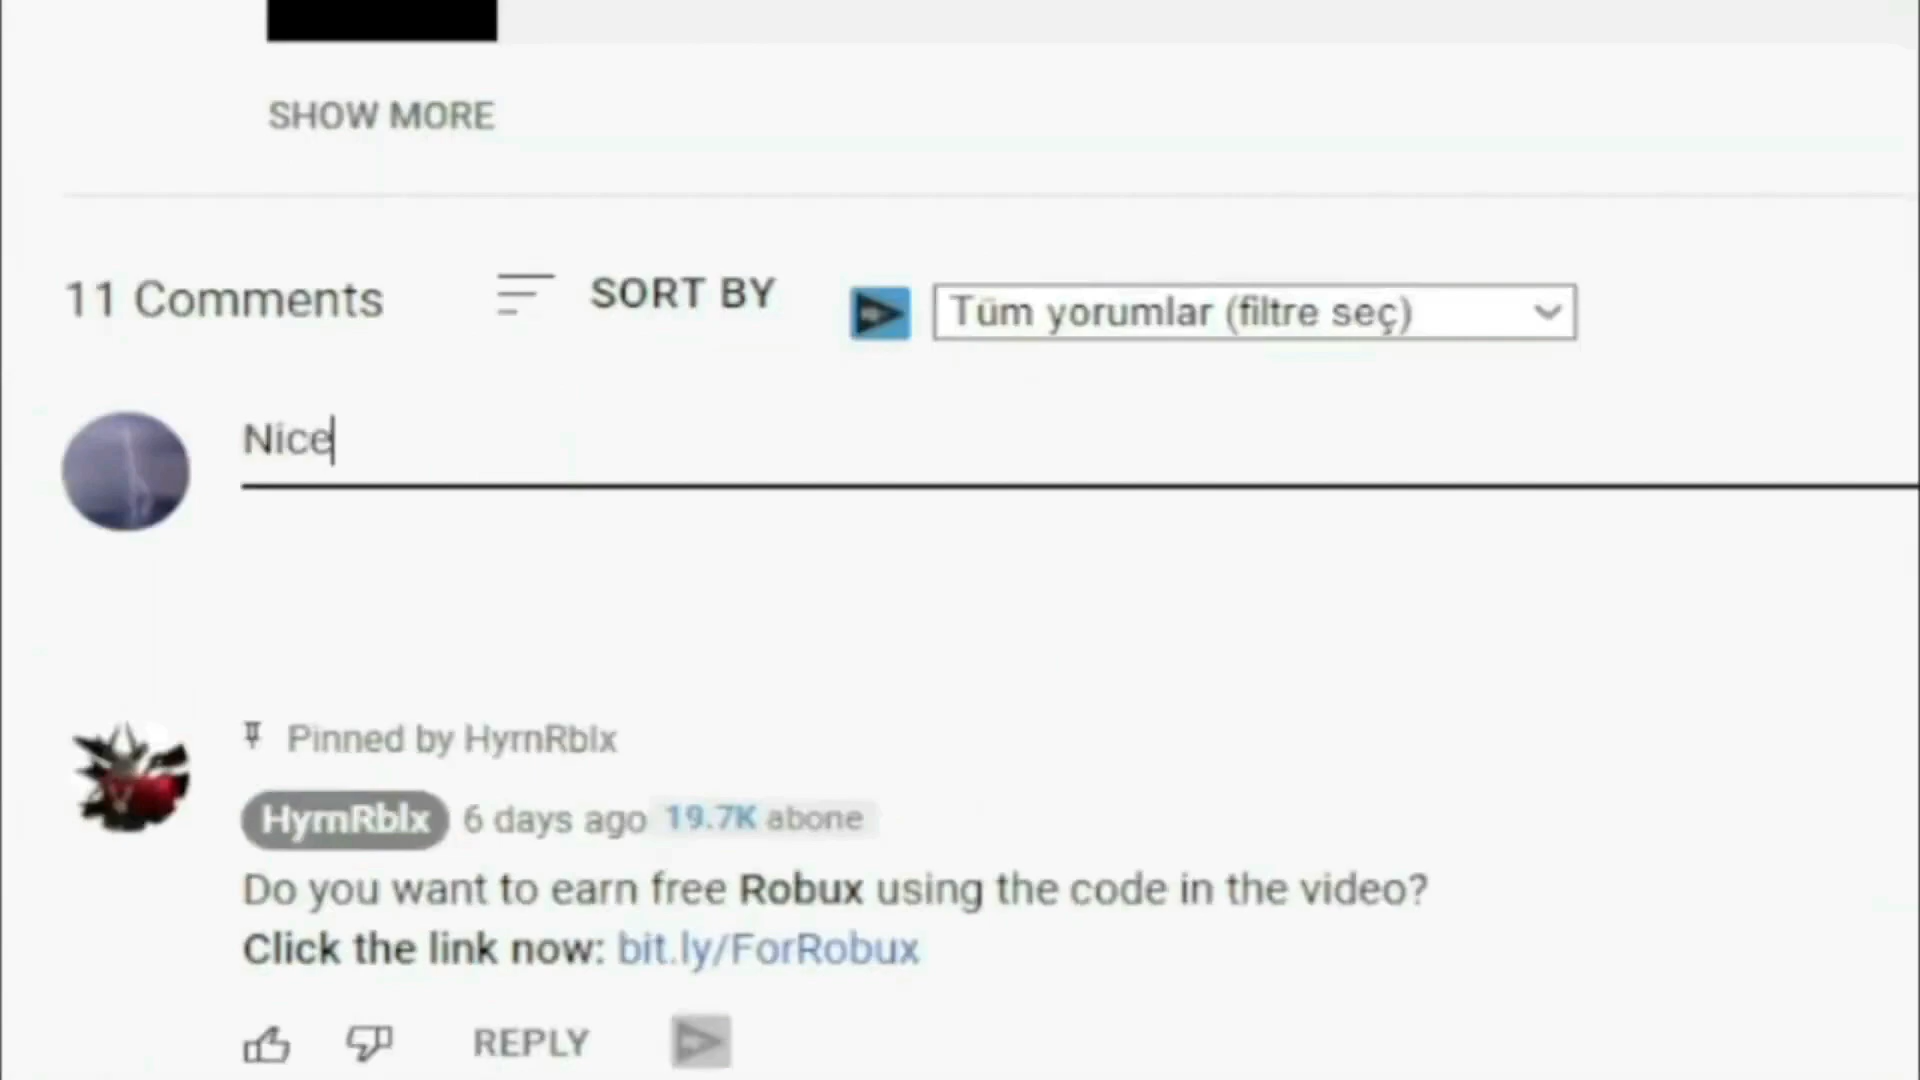 SHOW MORE
11 Comments SORT BY Tüm yorumlar (filtre seç)
Nice
Pinned by HyrnRblx
HyrnRblx 6 days ago 19.7K abone
Do you want to earn free Robux using the code in the video?
Click the link now: bit.ly/ForRobux
REPLY